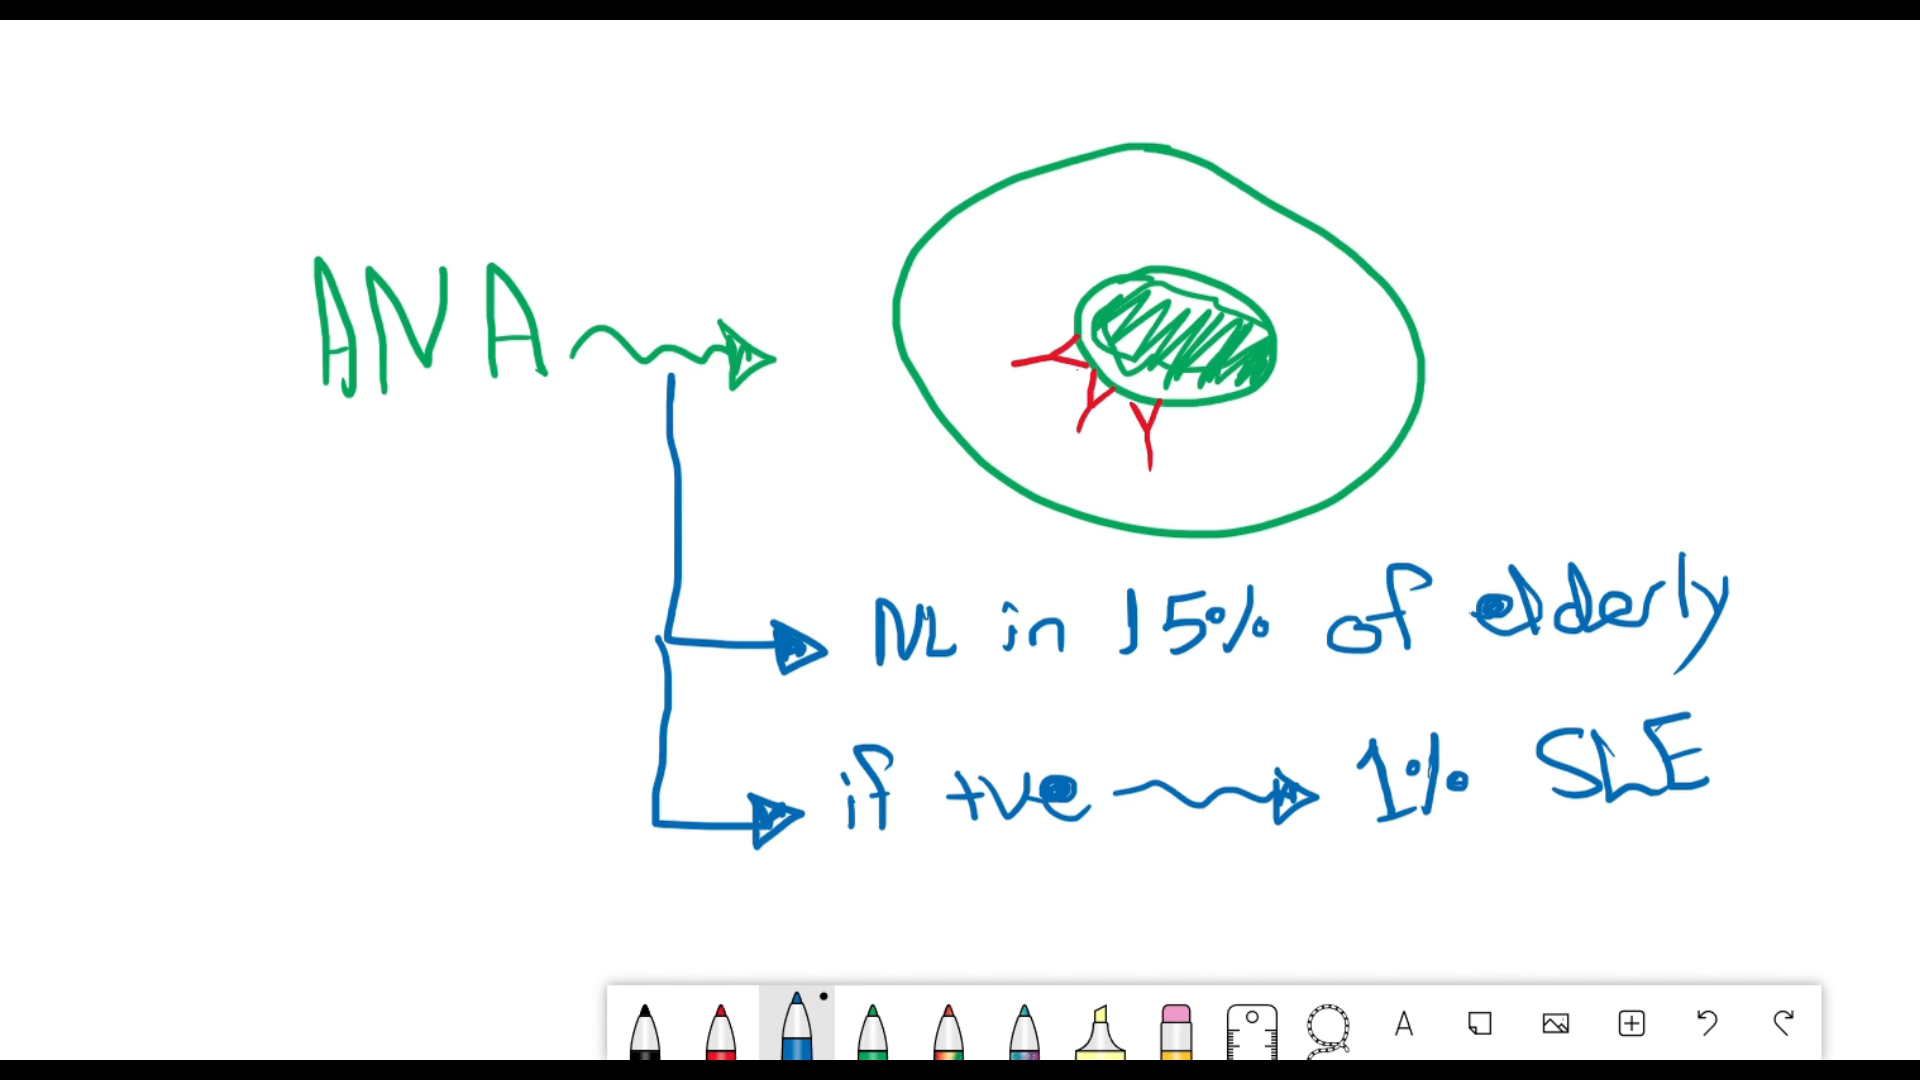 ANA
NL in 15% of elderly
if +ve 1% SLE
A